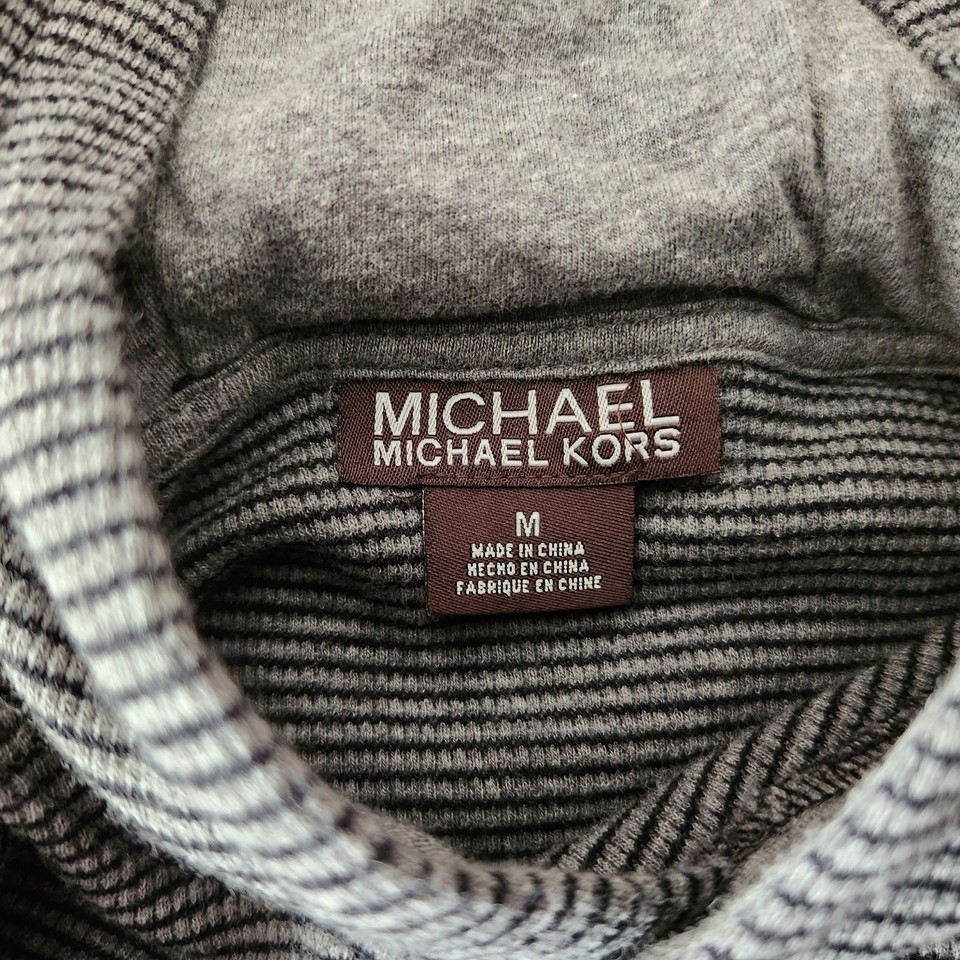 MICHAEL
MICHAEL KORS
M
MADE IN CHINA
HECHO EN CHINA
FABRIQUE EN CHINE